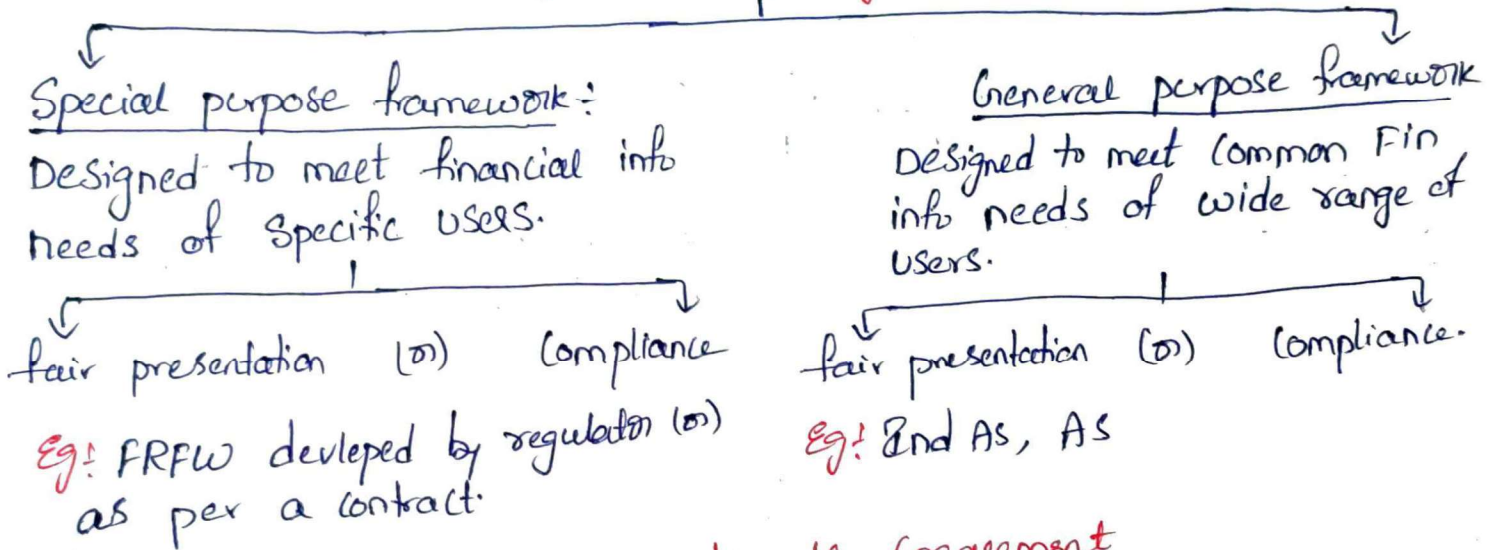 Special purpose framework:
Designed to meet financial info
needs of specific users.
fair presentation (or) Compliance
Eg: FRFW devleped by regulator (or)
as per a contract.
General purpose framework
Designed to meet Common Fin
info needs of wide range of
users.
fair presentation (or) Compliance.
Eg: Ind AS, AS